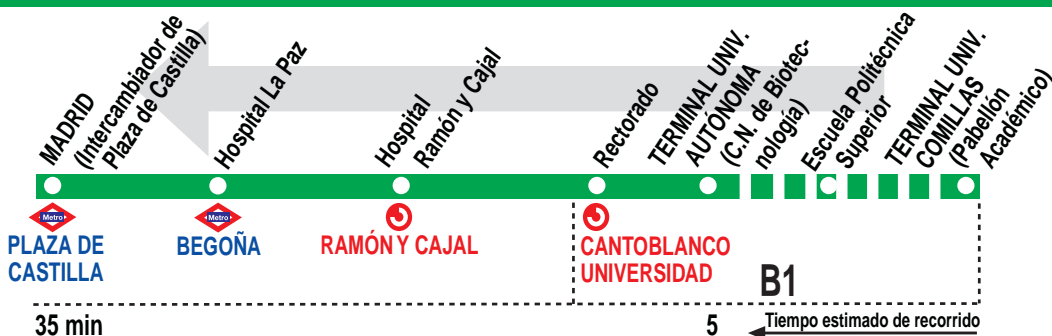 MADRID
(Intercambiador de
Plaza de Castilla)
Hospital La Paz
Hospital
Ramón y Cajal
Rectorado
TERMINAL UNIV.
AUTÓNOMA
(C.N. de Biotec-
nología)
Escuela Politécnica
Superior
TERMINAL UNIV.
COMILLAS
(Pabellón
Académico)
Metro
PLAZA DE
CASTILLA
Metro
BEGOÑA
RAMÓN Y CAJAL
CANTOBLANCO
UNIVERSIDAD
B1
35 min
5
Tiempo estimado de recorrido